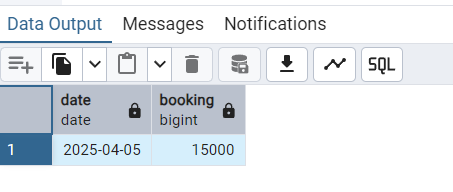 Data Output Messages Notifications
SQL
date booking
date bigint
1 2025-04-05 15000